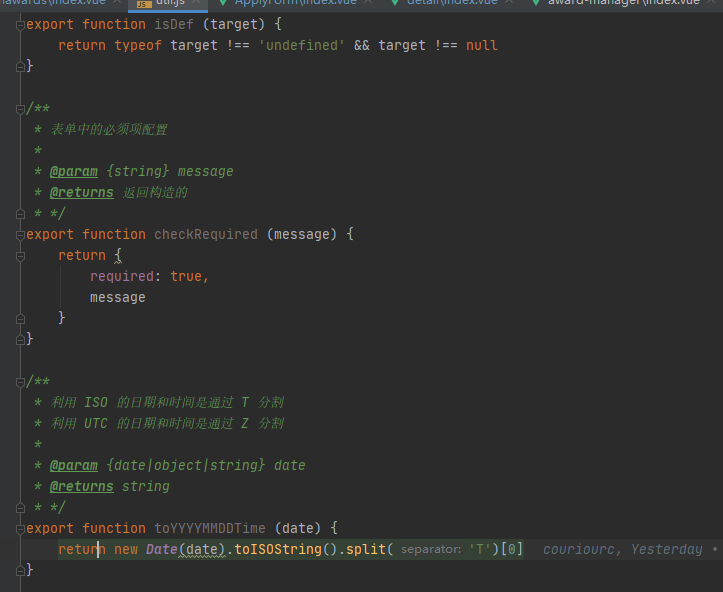 awards\index.vue util.js ApplyForm\index.vue detail\index.vue award-manager\index.vue
export function isDef (target) {
return typeof target !== 'undefined' && target !== null
}
/**
* 表单中的必须项配置
*
* @param {string} message
* @returns 返回构造的
* */
export function checkRequired (message) {
return {
required: true,
message
}
}
/**
* 利用 ISO 的日期和时间是通过 T 分割
* 利用 UTC 的日期和时间是通过 Z 分割
*
* @param {date|object|string} date
* @returns string
* */
export function toYYYYMMDDTime (date) {
return new Date(date).toISOString().split( separator: 'T')[0] couriourc, Yesterday •
}